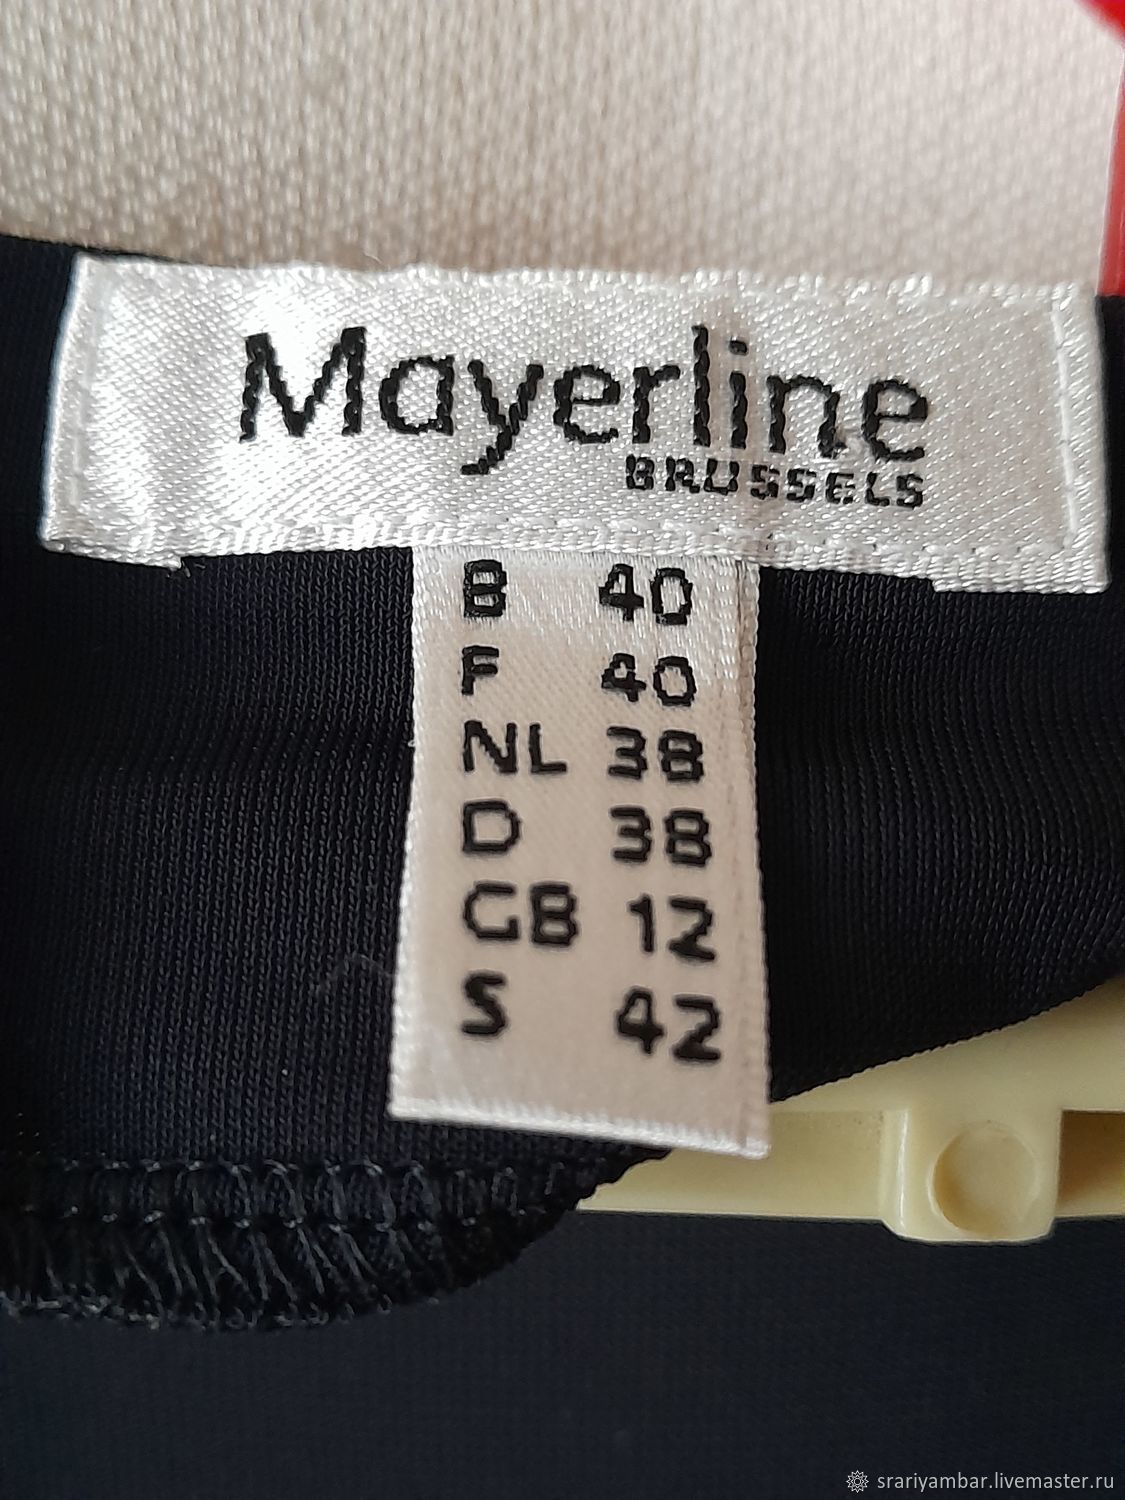 Mayerline
BRUSSELS
B 40
F 40
NL 38
D 38
GB 12
S 42
srariyambar.livemaster.ru